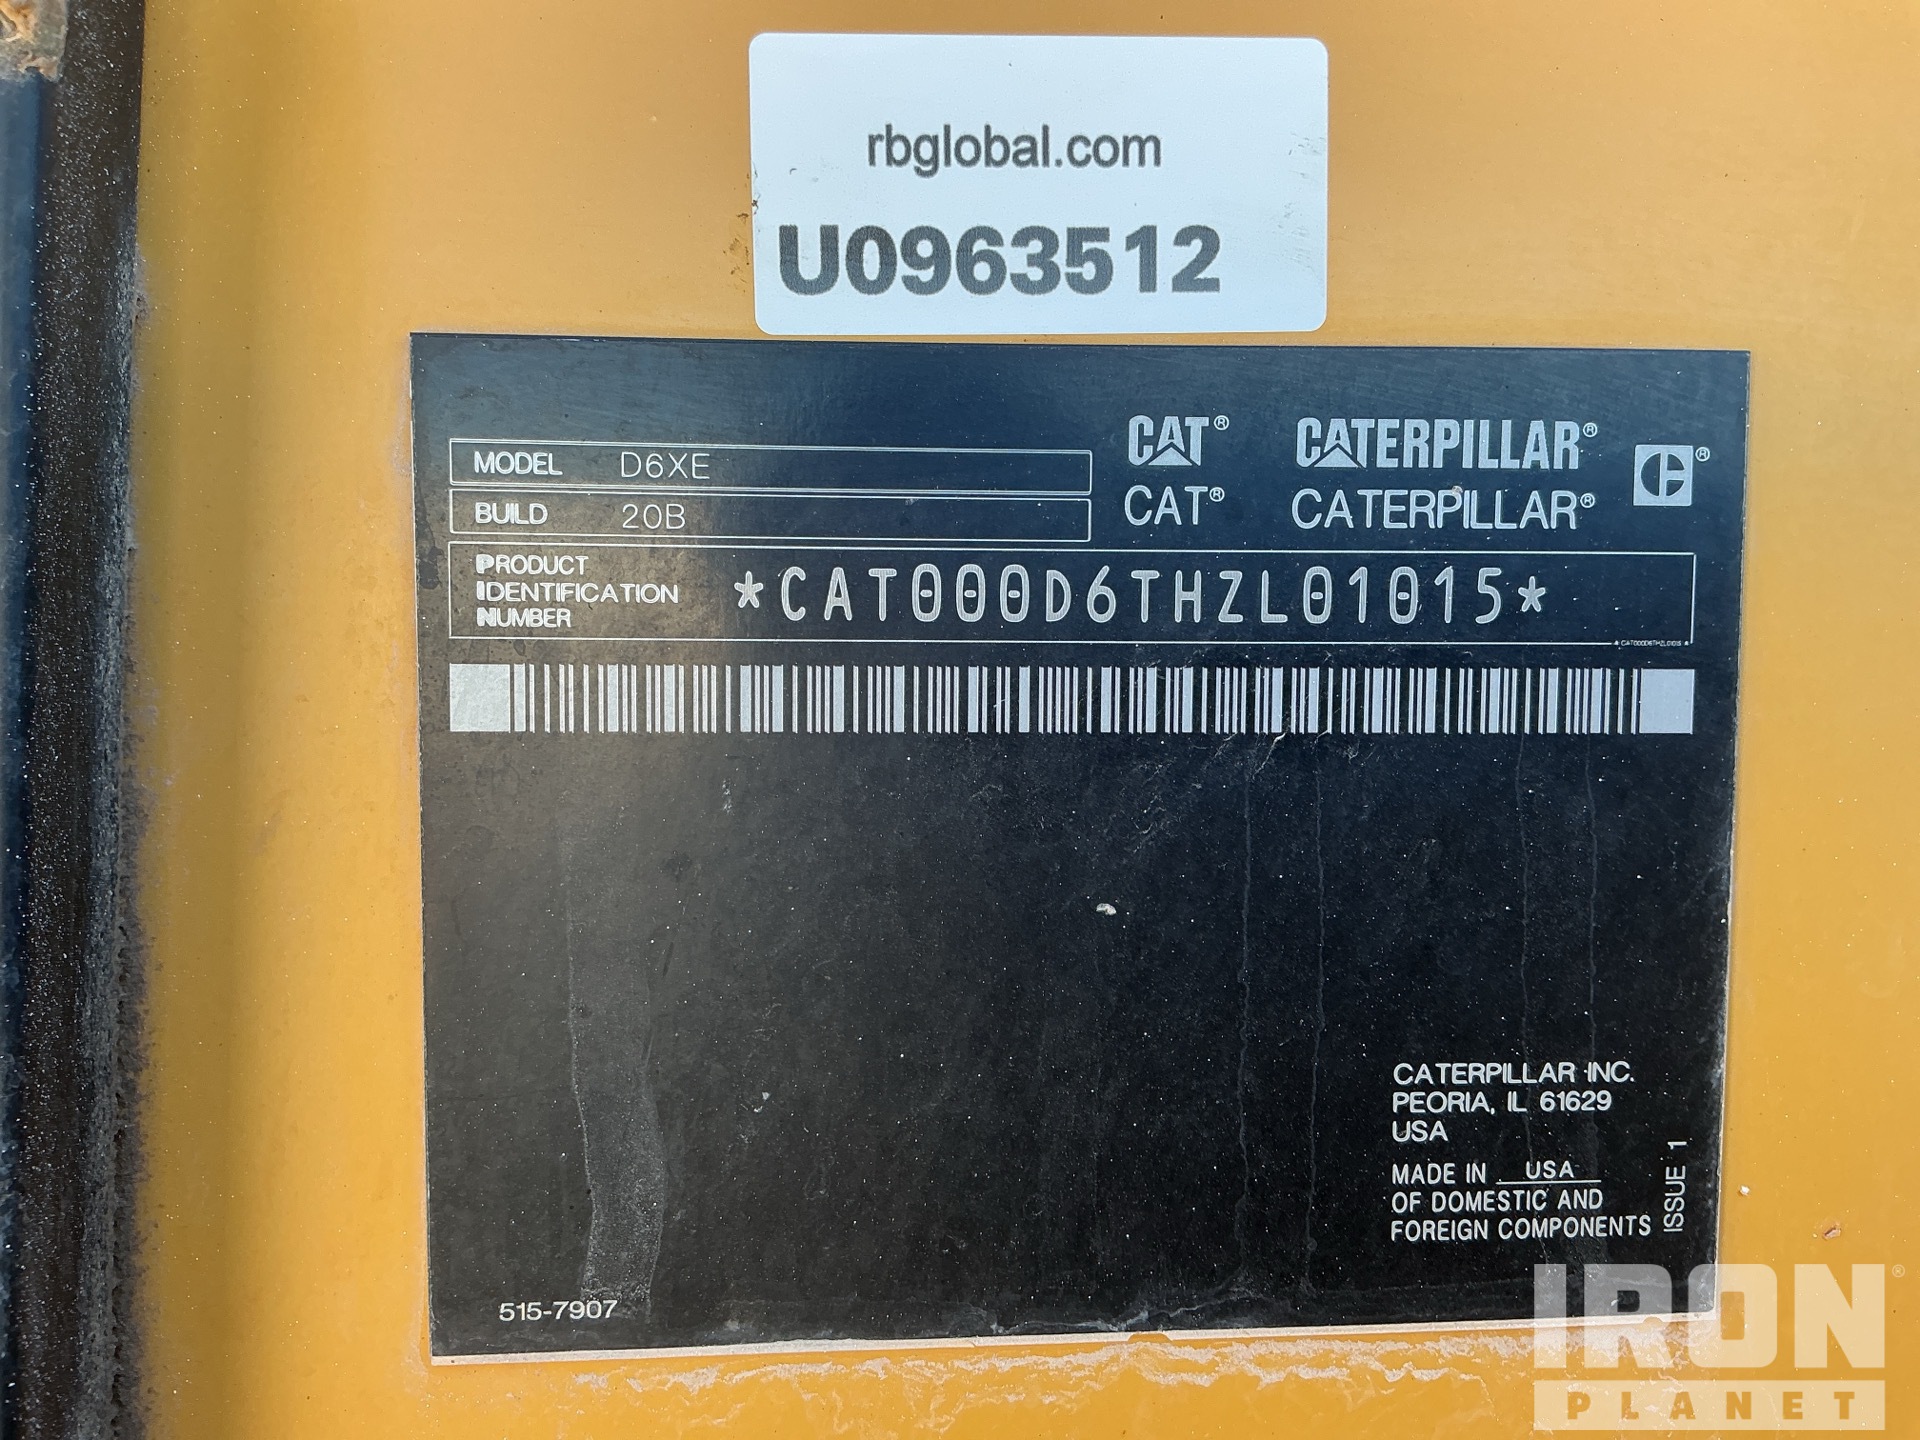 rbglobal.com
U0963512
MODEL D6XE
BUILD 20B
CAT® CATERPILLAR® C®
CAT® CATERPILLAR®
PRODUCT
IDENTIFICATION
NUMBER
*CAT000D6THZL01015*
* CAT000D6THZL01015 *
CATERPILLAR INC.
PEORIA, IL 61629
USA
MADE IN USA
OF DOMESTIC AND
FOREIGN COMPONENTS
ISSUE 1
515-7907
IRON®
PLANET